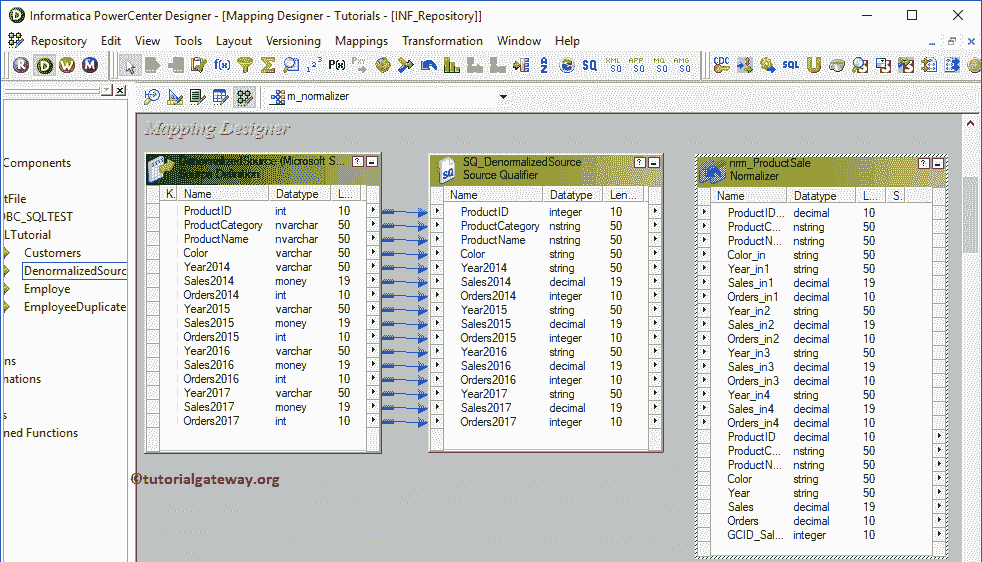 Informatica PowerCenter Designer - [Mapping Designer - Tutorials - [INF_Repository]]
Repository Edit View Tools Layout Versioning Mappings Transformation Window Help
R D W M f(x) Σ P(x) SQ XML APP MQ AMG CDC SQL U
m_normalizer
Mapping Designer
Components
tFile
BC_SQLTEST
LTutorial
Customers
DenormalizedSourc
Employe
EmployeeDuplicate
ns
nations
s
ned Functions
DenormalizedSource (Microsoft S...
Source Definition
K Name Datatype L...
ProductID int 10
ProductCategory nvarchar 50
ProductName nvarchar 50
Color varchar 50
Year2014 varchar 50
Sales2014 money 19
Orders2014 int 10
Year2015 varchar 50
Sales2015 money 19
Orders2015 int 10
Year2016 varchar 50
Sales2016 money 19
Orders2016 int 10
Year2017 varchar 50
Sales2017 money 19
Orders2017 int 10
SQ
SQ_DenormalizedSource
Source Qualifier
Name Datatype Len...
ProductID integer 10
ProductCategory nstring 50
ProductName nstring 50
Color string 50
Year2014 string 50
Sales2014 decimal 19
Orders2014 integer 10
Year2015 string 50
Sales2015 decimal 19
Orders2015 integer 10
Year2016 string 50
Sales2016 decimal 19
Orders2016 integer 10
Year2017 string 50
Sales2017 decimal 19
Orders2017 integer 10
nrm_ProductSale
Normalizer
Name Datatype L... S.
ProductID... decimal 10
ProductC... nstring 50
ProductN... nstring 50
Color_in string 50
Year_in1 string 50
Sales_in1 decimal 19
Orders_in1 decimal 10
Year_in2 string 50
Sales_in2 decimal 19
Orders_in2 decimal 10
Year_in3 string 50
Sales_in3 decimal 19
Orders_in3 decimal 10
Year_in4 string 50
Sales_in4 decimal 19
Orders_in4 decimal 10
ProductID decimal 10
ProductC... nstring 50
ProductN... nstring 50
Color string 50
Year string 50
Sales decimal 19
Orders decimal 10
GCID_Sal... integer 10
©tutorialgateway.org